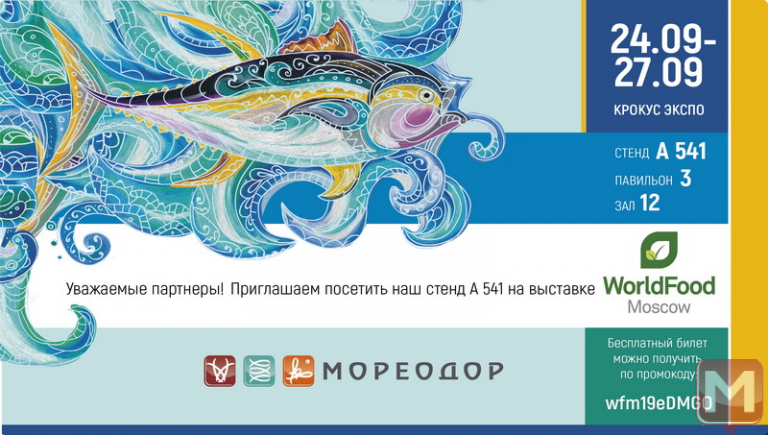 24.09-
27.09
КРОКУС ЭКСПО
СТЕНД А 541
ПАВИЛЬОН 3
ЗАЛ 12
Уважаемые партнеры! Приглашаем посетить наш стенд А 541 на выставке
WorldFood
Moscow
МОРЕОДОР
Бесплатный билет
можно получить
по промокоду:
wfm19eDMGO
M